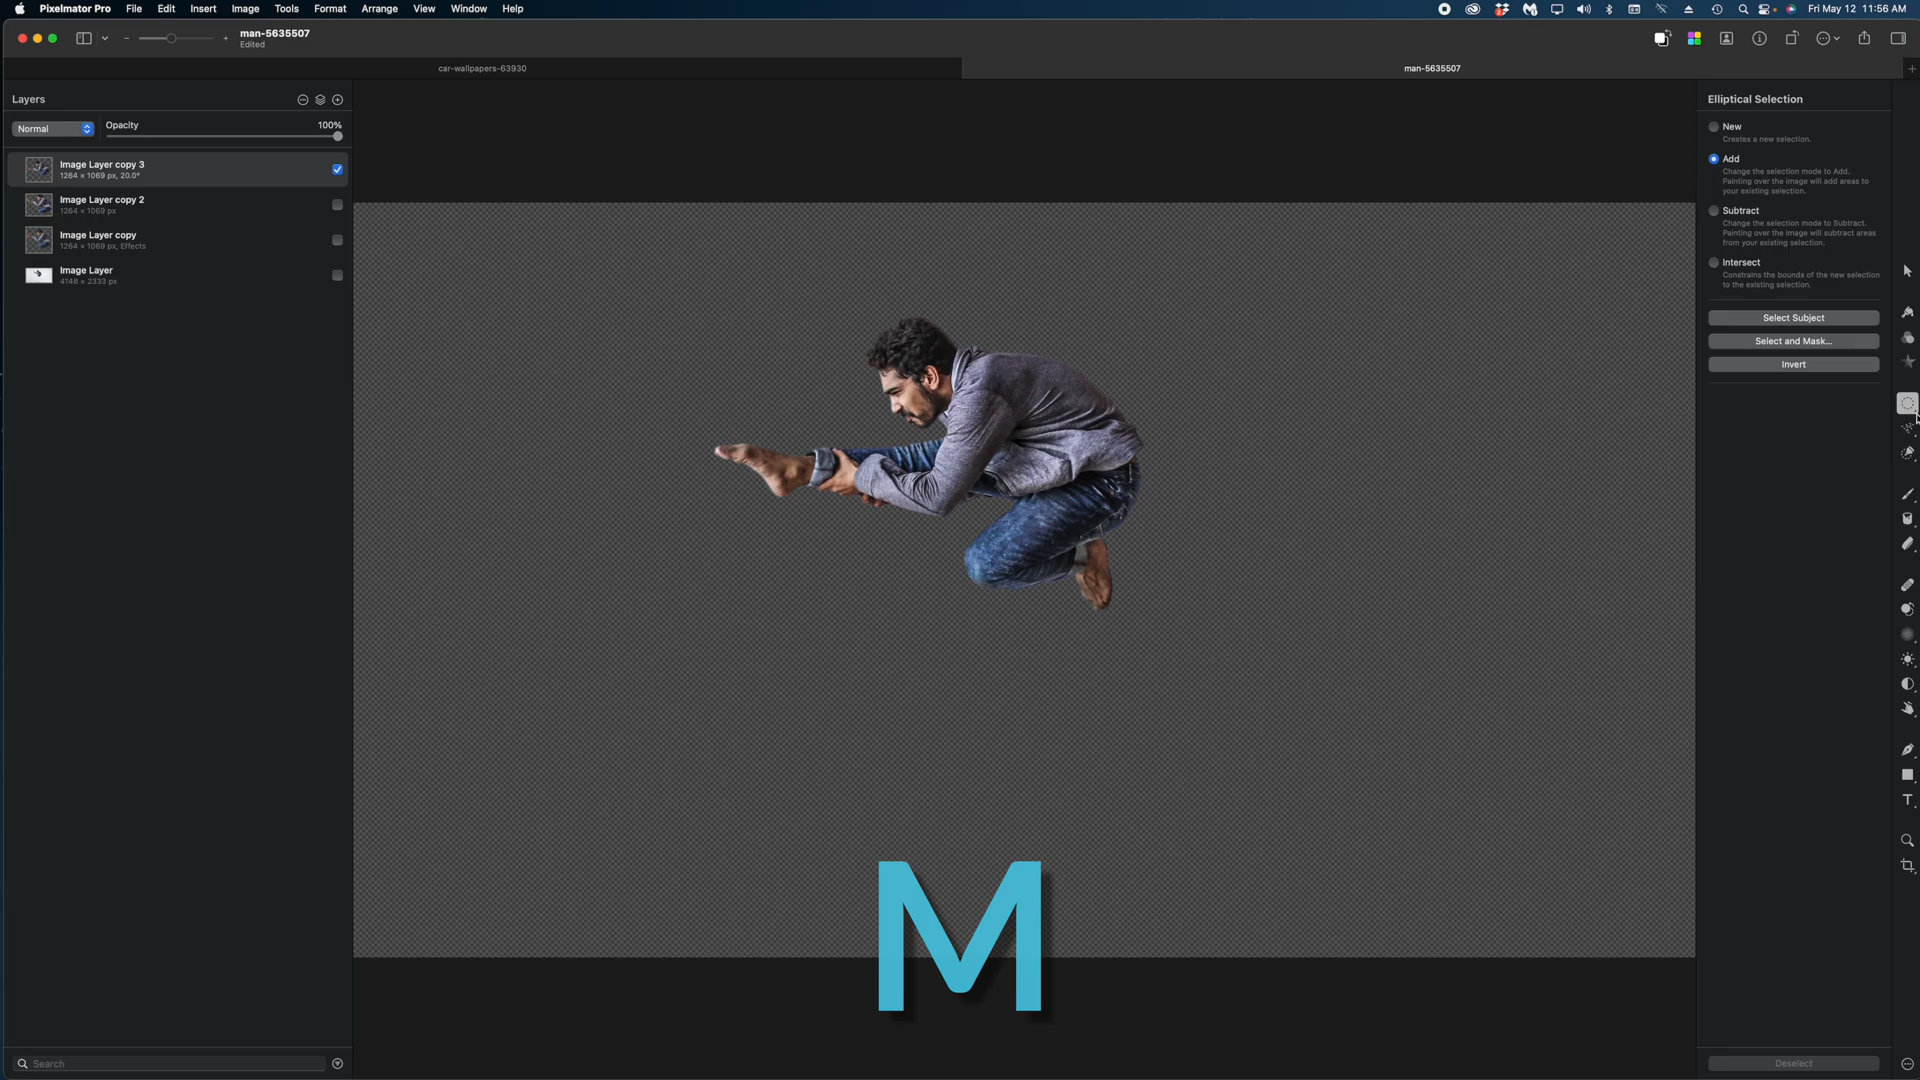 Pixelmator Pro File Edit Insert Image Tools Format Arrange View Window Help
Fri May 12 11:56 AM
man-5635507
Edited
car-wallpapers-63930
man-5635507
Layers
Normal
Opacity 100%
Image Layer copy 3
1264 × 1069 px, 20.0°
Image Layer copy 2
1264 × 1069 px
Image Layer copy
1264 × 1069 px, Effects
Image Layer
4148 × 2333 px
Search
M
Elliptical Selection
New
Creates a new selection.
Add
Change the selection mode to Add.
Painting over the image will add areas to
your existing selection.
Subtract
Change the selection mode to Subtract.
Painting over the image will subtract areas
from your existing selection.
Intersect
Constrains the bounds of the new selection
to the existing selection.
Select Subject
Select and Mask...
Invert
T
Deselect